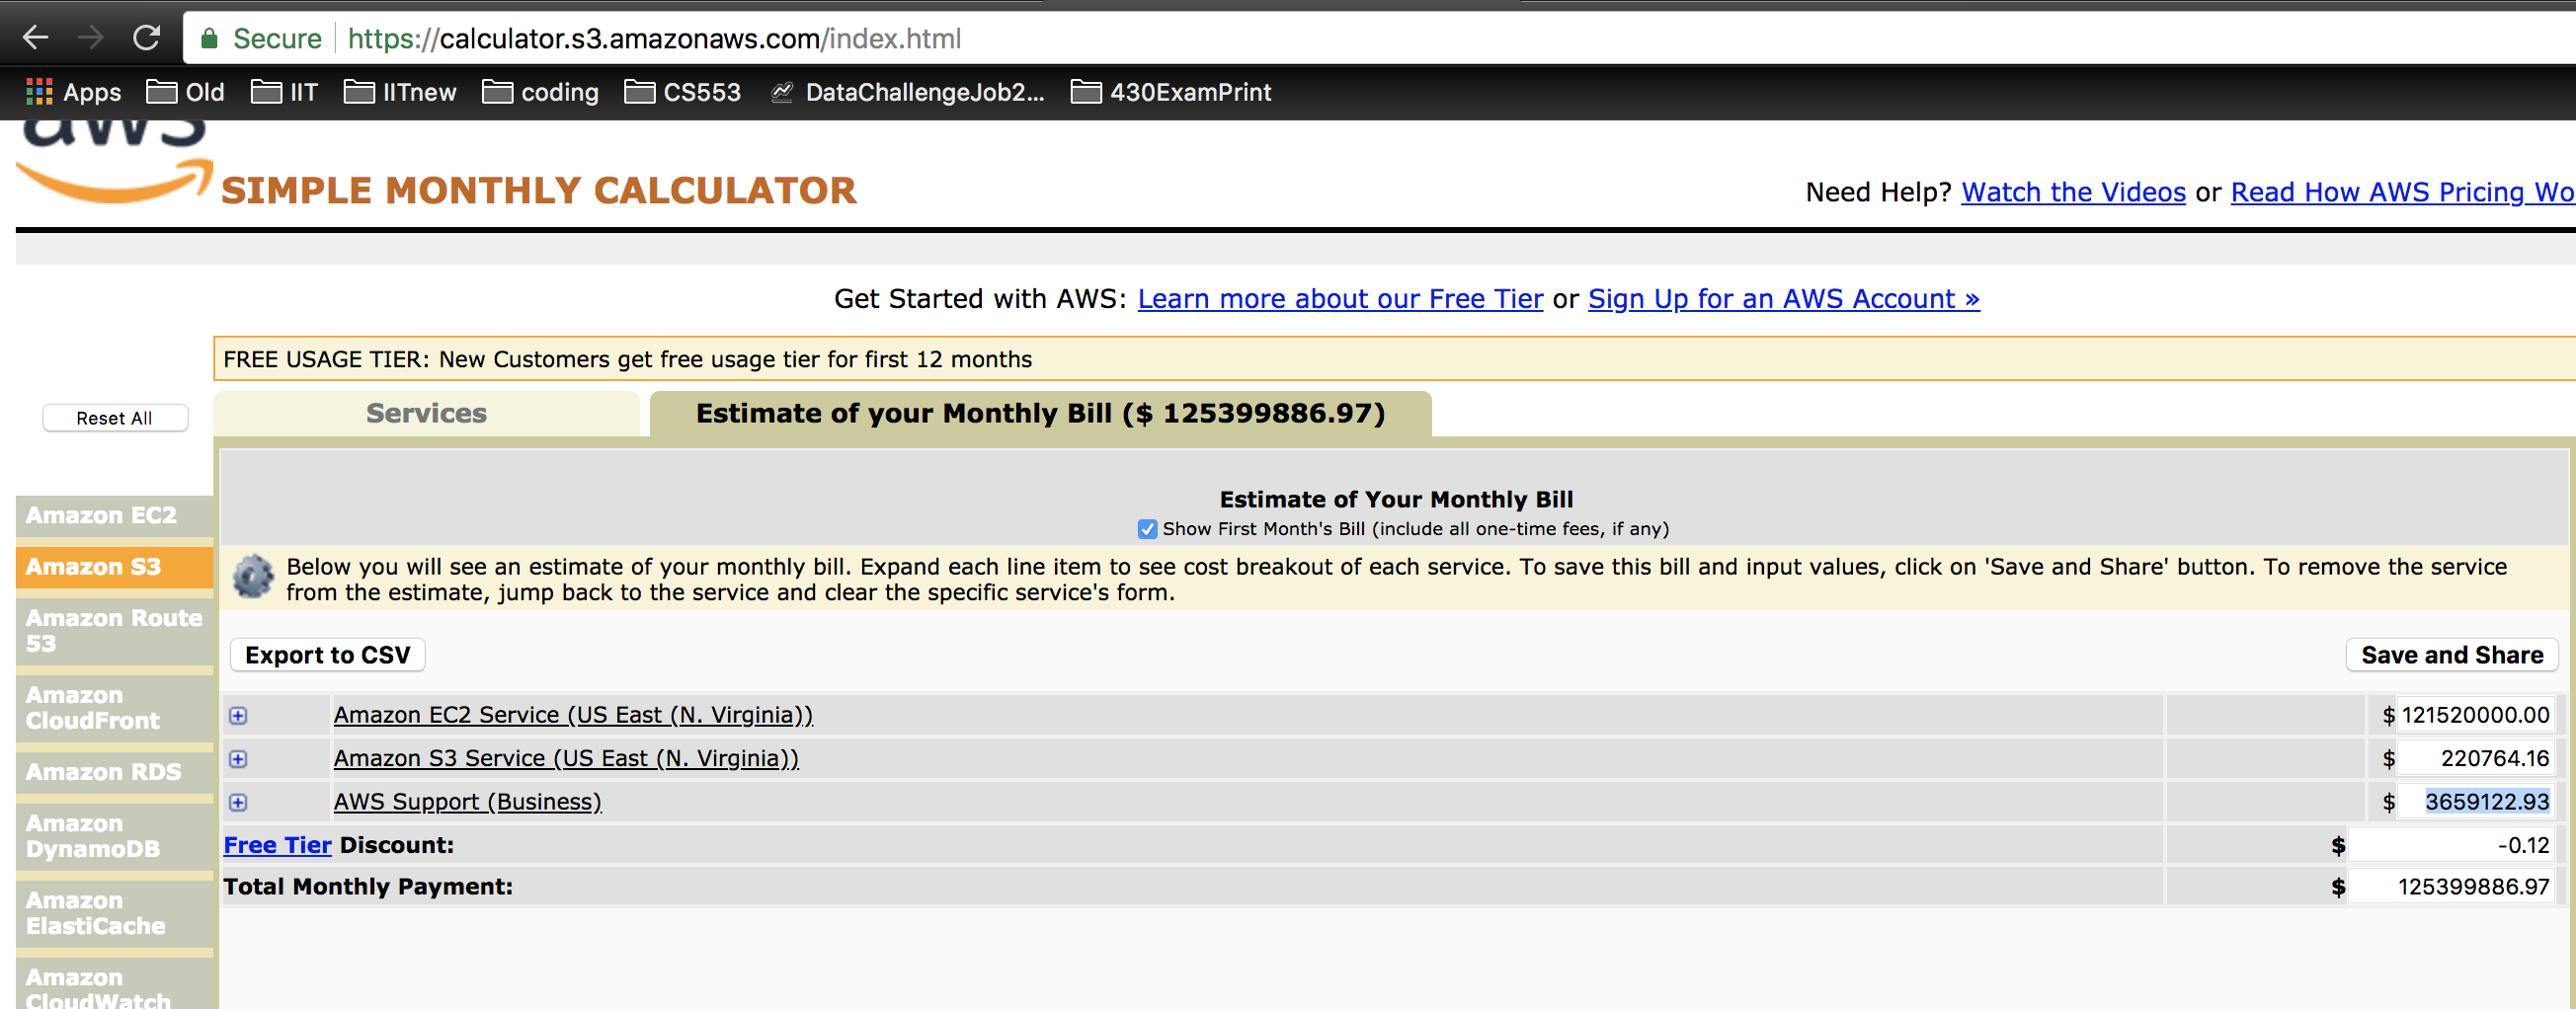 Secure https://calculator.s3.amazonaws.com/index.html
Apps Old IIT IITnew coding CS553 DataChallengeJob2... 430ExamPrint
aws
SIMPLE MONTHLY CALCULATOR
Need Help? Watch the Videos or Read How AWS Pricing Wo
Get Started with AWS: Learn more about our Free Tier or Sign Up for an AWS Account »
FREE USAGE TIER: New Customers get free usage tier for first 12 months
Reset All
Services
Estimate of your Monthly Bill ($ 125399886.97)
Amazon EC2
Amazon S3
Amazon Route
53
Amazon
CloudFront
Amazon RDS
Amazon
DynamoDB
Amazon
ElastiCache
Amazon
CloudWatch
Estimate of Your Monthly Bill
Show First Month's Bill (include all one-time fees, if any)
Below you will see an estimate of your monthly bill. Expand each line item to see cost breakout of each service. To save this bill and input values, click on 'Save and Share' button. To remove the service
from the estimate, jump back to the service and clear the specific service's form.
Export to CSV
Save and Share
Amazon EC2 Service (US East (N. Virginia)) $ 121520000.00
Amazon S3 Service (US East (N. Virginia)) $ 220764.16
AWS Support (Business) $ 3659122.93
Free Tier Discount: $ -0.12
Total Monthly Payment: $ 125399886.97